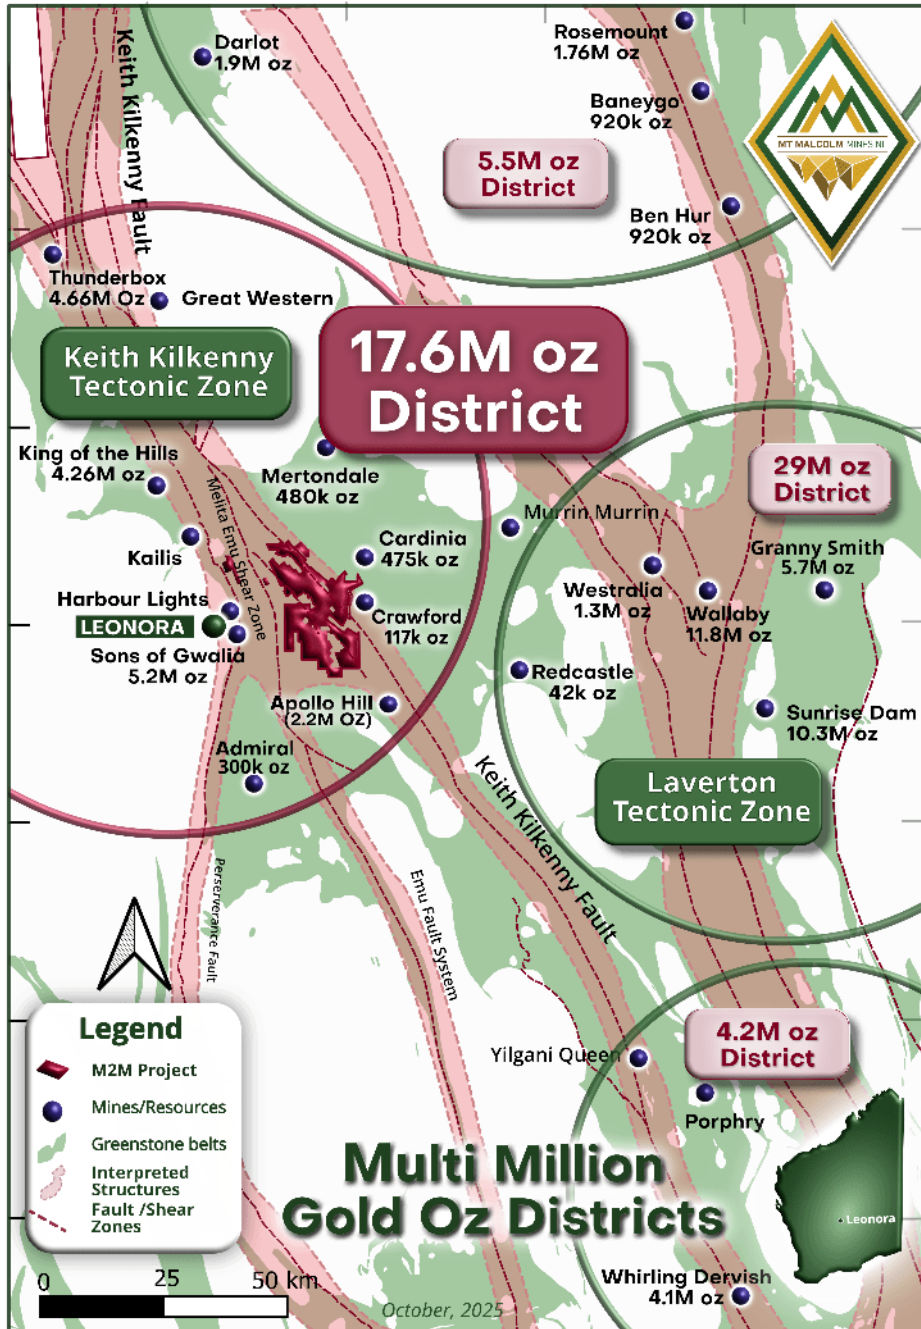 Darlot
1.9M oz
Rosemount
1.76M oz
Baneygo
920k oz
MT MALCOLM MINES NL
Keith Kilkenny Fault
5.5M oz
District
Ben Hur
920k oz
Thunderbox
4.66M Oz
Great Western
17.6M oz
District
Keith Kilkenny
Tectonic Zone
King of the Hills
4.26M oz
Mertondale
480k oz
29M oz
District
Melita Emu Shear Zone
Murrin Murrin
Kailis
Cardinia
475k oz
Granny Smith
5.7M oz
Westralia
1.3M oz
Wallaby
11.8M oz
Harbour Lights
LEONORA
Crawford
117k oz
Sons of Gwalia
5.2M oz
Redcastle
42k oz
Apollo Hill
(2.2M OZ)
Sunrise Dam
10.3M oz
Admiral
300k oz
Keith Kilkenny Fault
Laverton
Tectonic Zone
Perserverance Fault
Emu Fault System
Legend
M2M Project
Mines/Resources
Greenstone belts
Interpreted
Structures
Fault /Shear
Zones
Yilgani Queen
4.2M oz
District
Porphry
Multi Million
Gold Oz Districts
Leonora
Whirling Dervish
4.1M oz
0 25 50 km
October, 2025